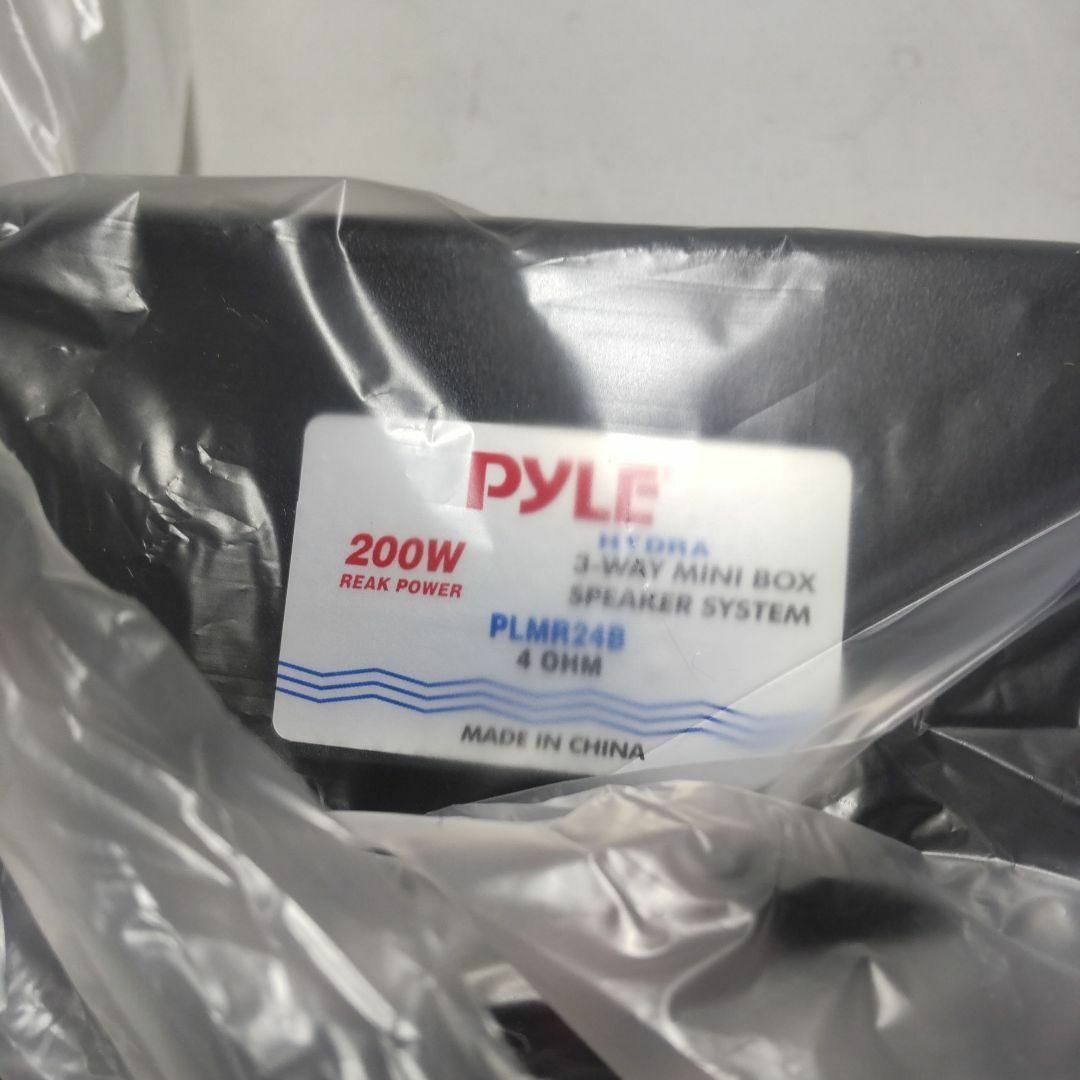 PYLE
HYDRA
200W
REAK POWER
3-WAY MINI BOX
SPEAKER SYSTEM
PLMR24B
4 OHM
MADE IN CHINA